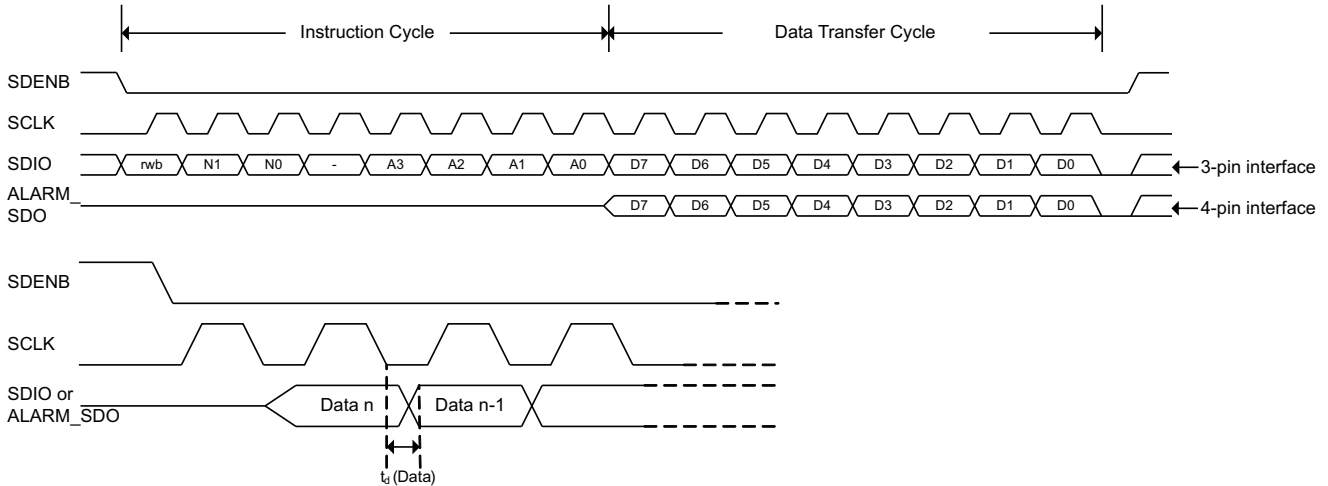 Instruction Cycle Data Transfer Cycle
SDENB
SCLK
SDIO rwb N1 N0 - A3 A2 A1 A0 D7 D6 D5 D4 D3 D2 D1 D0 3-pin interface
ALARM_
SDO D7 D6 D5 D4 D3 D2 D1 D0 4-pin interface
SDENB
SCLK
SDIO or
ALARM_SDO Data n Data n-1
td (Data)